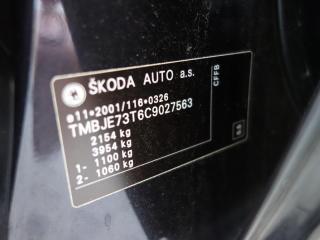 ŠKODA AUTO a.s.
e11*2001/116*0326
TMBJE73T6C9027563
2154 kg
3954 kg
1- 1100 kg
2- 1060 kg
CFFB